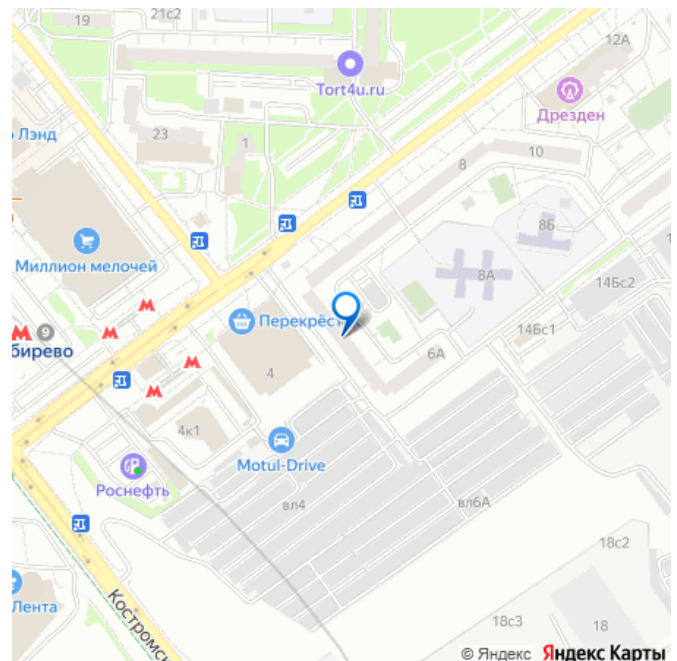 19
21с2
12А
Tort4u.ru
Дрезден
о Лэнд
23
1
8
10
8Б
Миллион мелочей
8А
14Бс2
Перекрёст
14Бс1
9
бирево
6А
4
4к1
Motul-Drive
Роснефть
вл4
вл6А
18с2
Лента
Костромск
18с3
18
© Яндекс Яндекс Карты